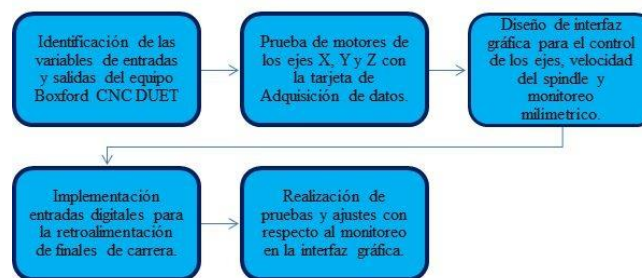 Identificación de las
variables de entradas
y salidas del equipo
Boxford CNC DUET
Prueba de motores de
los ejes X, Y y Z con
la tarjeta de
Adquisición de datos.
Diseño de interfaz
gráfica para el control
de los ejes, velocidad
del spindle y
monitoreo
milimetrico.
Implementación
entradas digitales para
la retroalimentación
de finales de carrera.
Realización de
pruebas y ajustes con
respecto al monitoreo
en la interfaz gráfica.